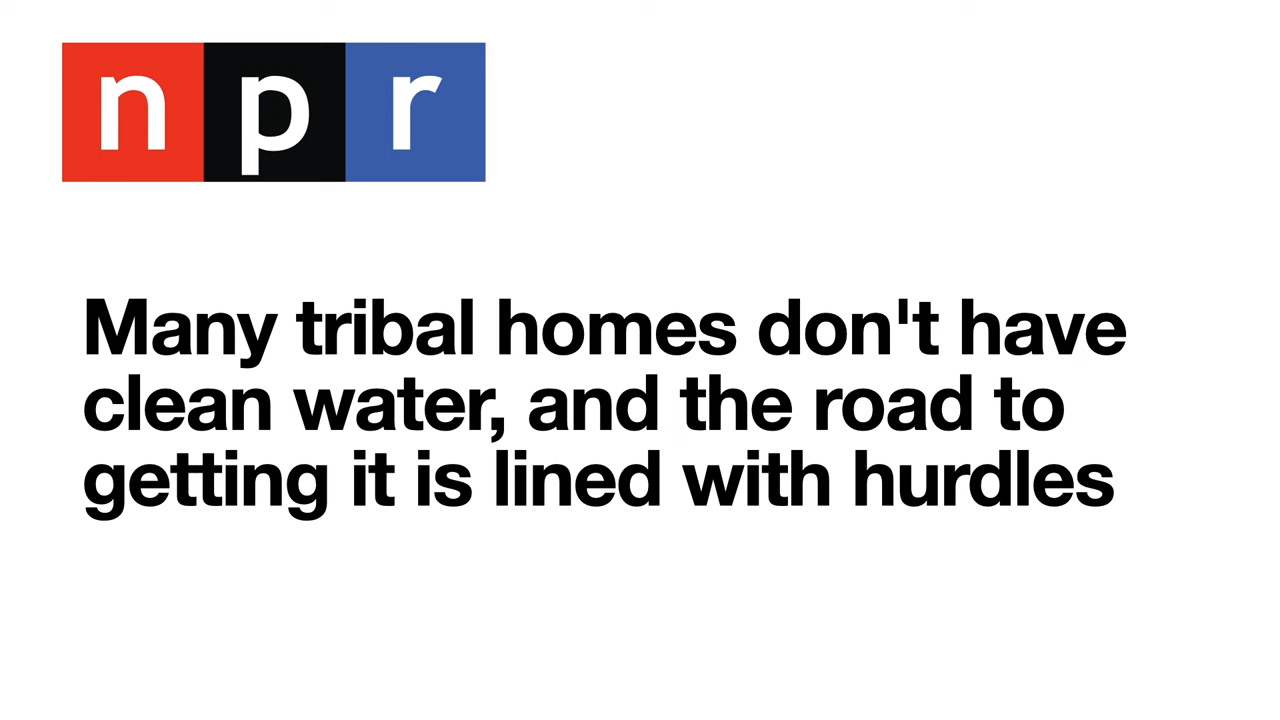 npr
Many tribal homes don't have
clean water, and the road to
getting it is lined with hurdles